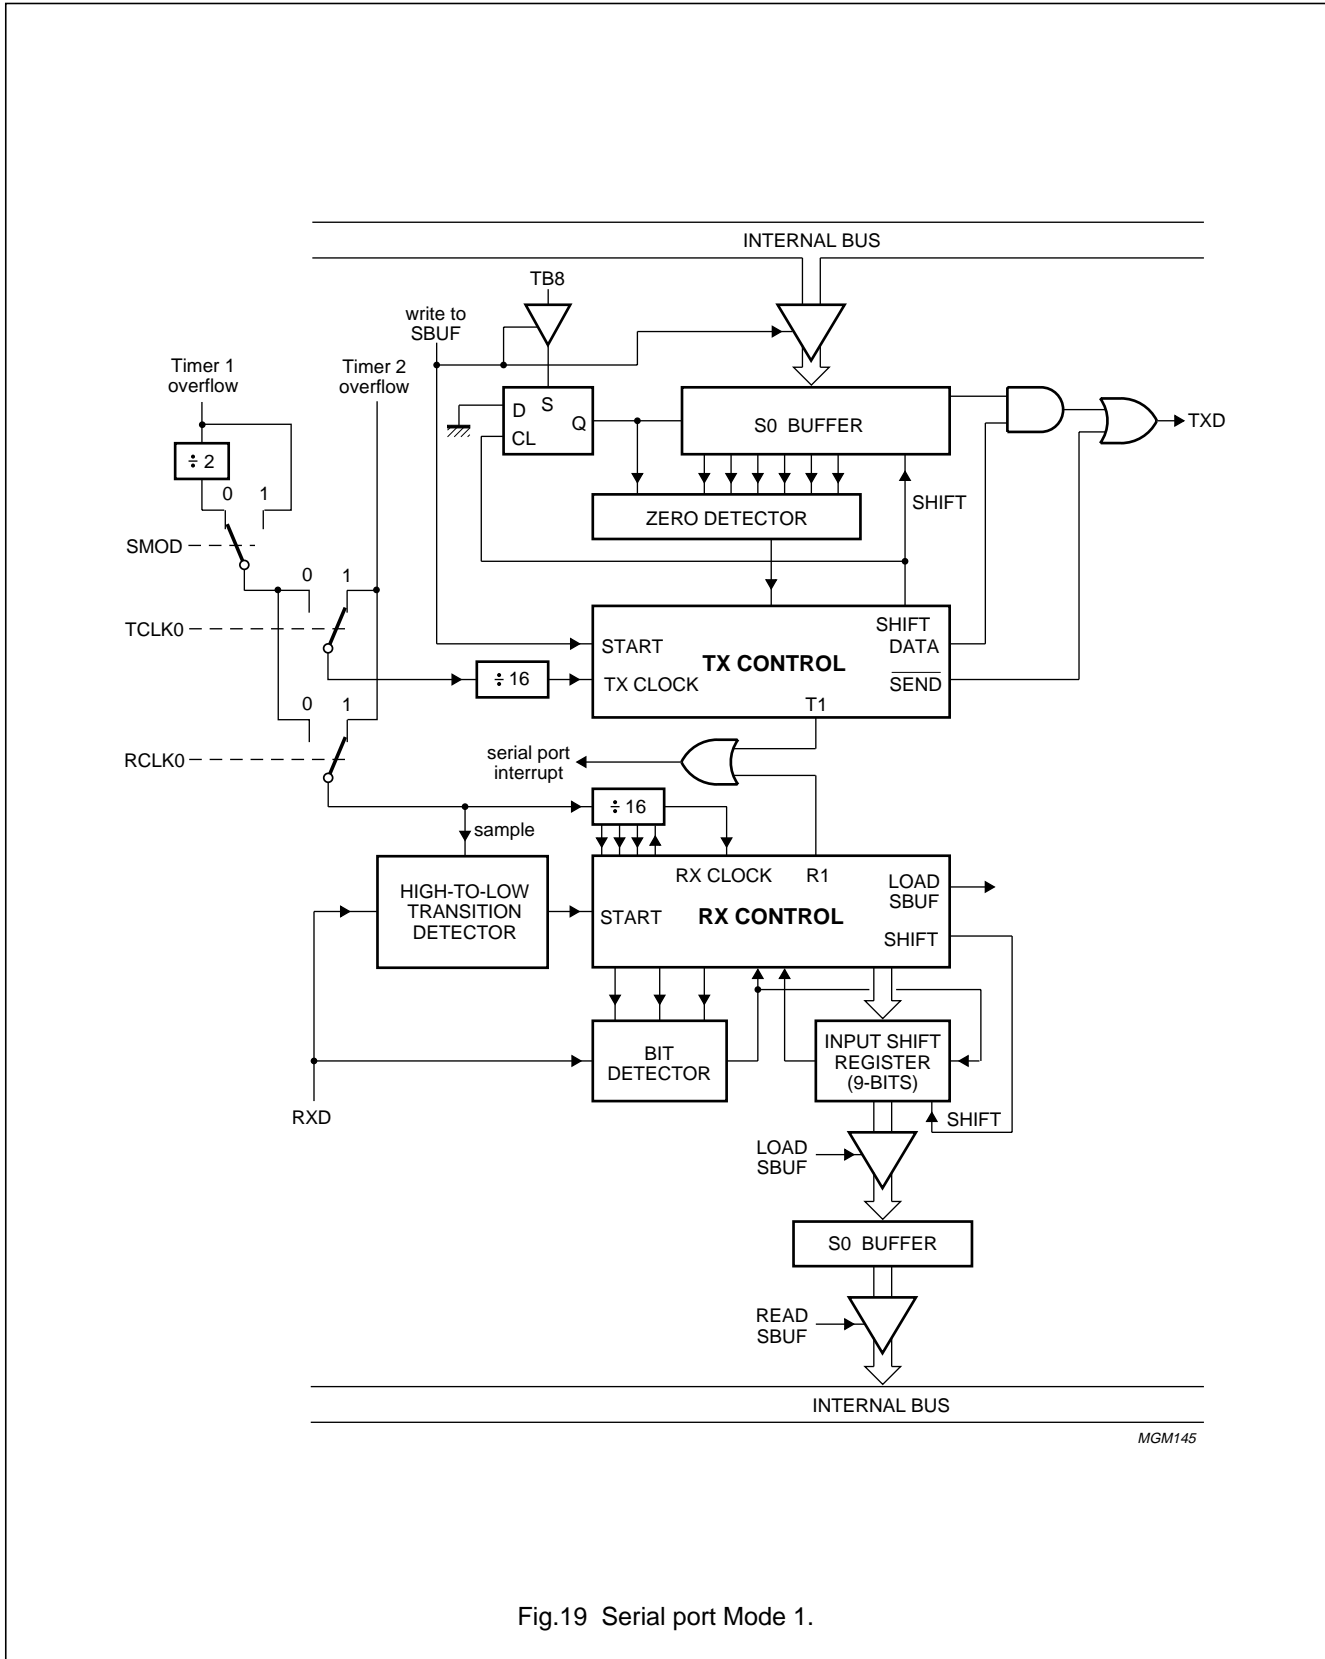 INTERNAL BUS
TB8
write to
SBUF
Timer 1
overflow
Timer 2
overflow
D
S
Q
CL
S0 BUFFER
TXD
÷ 2
0
1
ZERO DETECTOR
SHIFT
SMOD
0
1
TCLK0
START
TX CONTROL
SHIFT
DATA
÷ 16
TX CLOCK
SEND
T1
0
1
RCLK0
serial port
interrupt
÷ 16
sample
HIGH-TO-LOW
TRANSITION
DETECTOR
RX CLOCK
R1
LOAD
SBUF
START
RX CONTROL
SHIFT
BIT
DETECTOR
INPUT SHIFT
REGISTER
(9-BITS)
RXD
SHIFT
LOAD
SBUF
S0 BUFFER
READ
SBUF
INTERNAL BUS
MGM145
Fig.19 Serial port Mode 1.